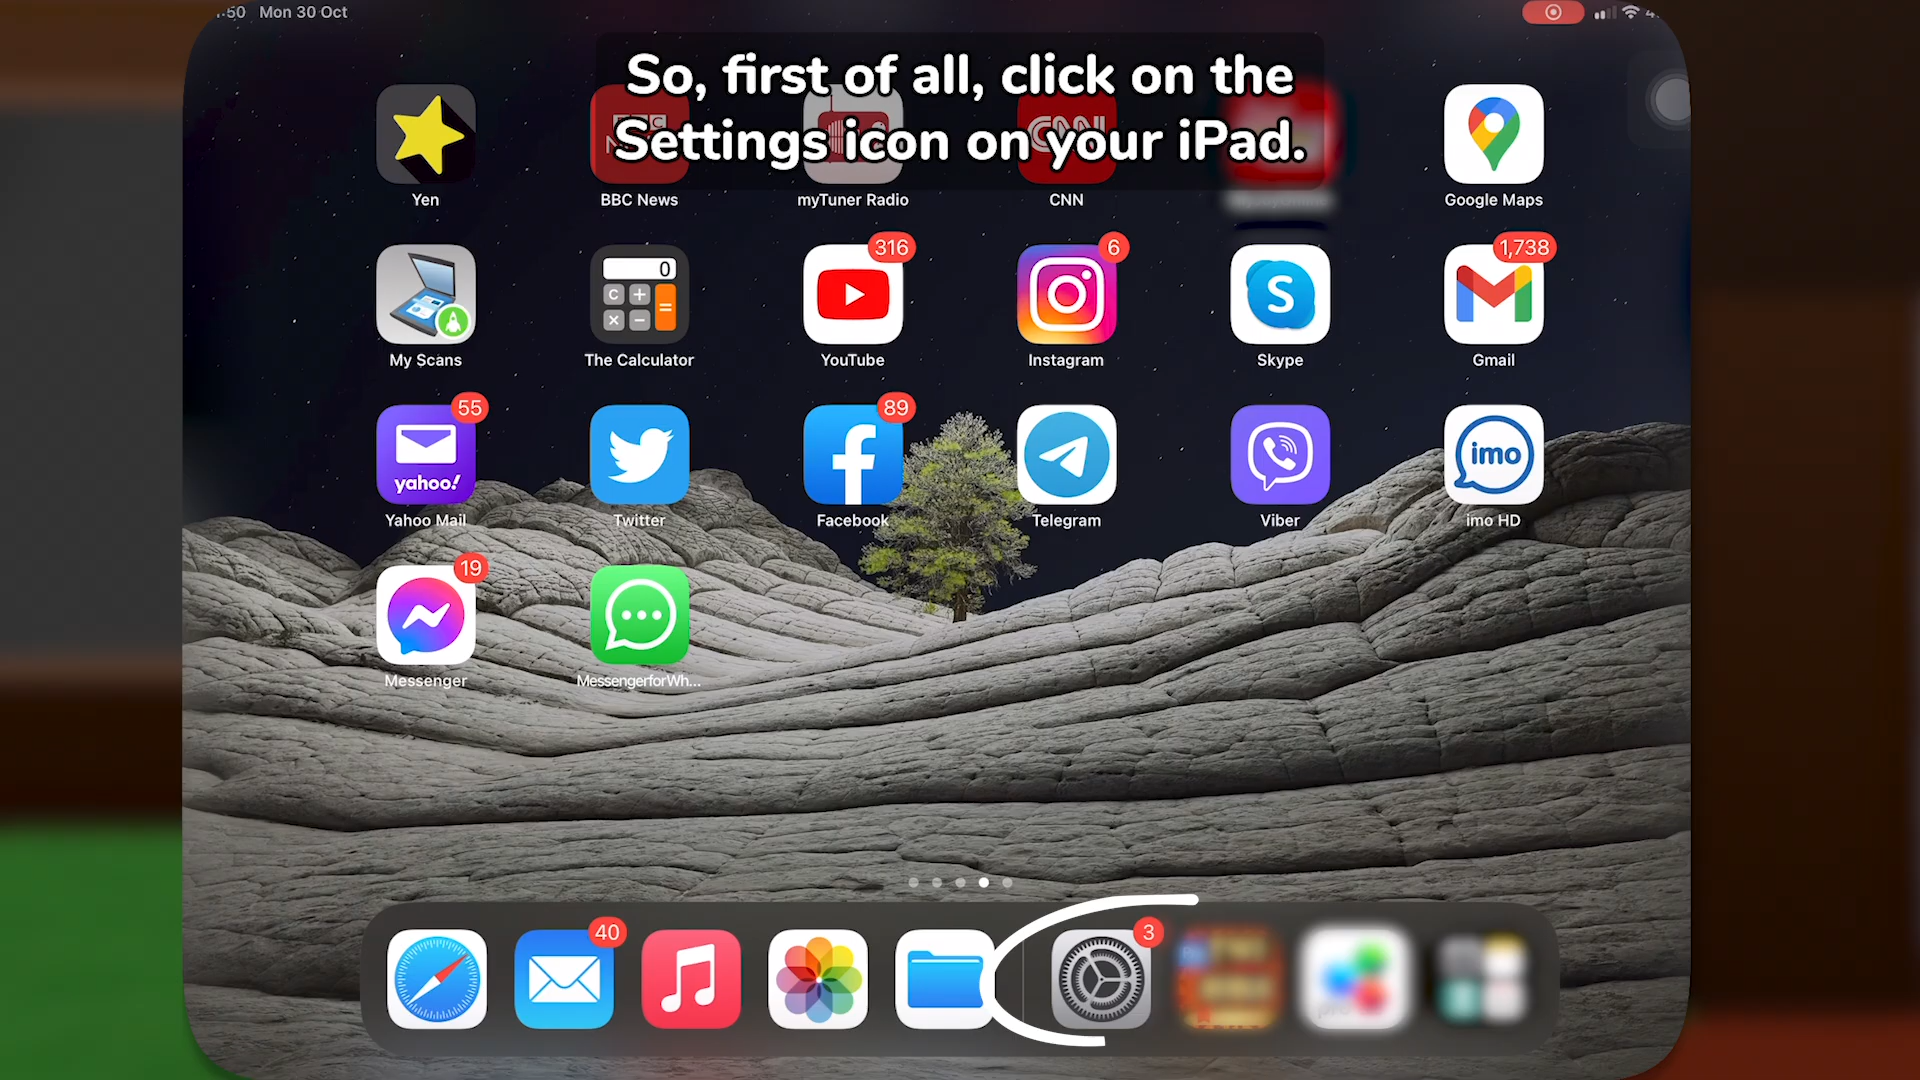 :50 Mon 30 Oct
So, first of all, click on the
Settings icon on your iPad.
Yen
BBC News
myTuner Radio
CNN
CNN
Google Maps
0
C
316
6
S
1,738
My Scans
The Calculator
YouTube
Instagram
Skype
Gmail
55
yahoo!
89
imo
Yahoo Mail
Twitter
Facebook
Telegram
Viber
imo HD
19
Messenger
MessengerforWh...
40
3